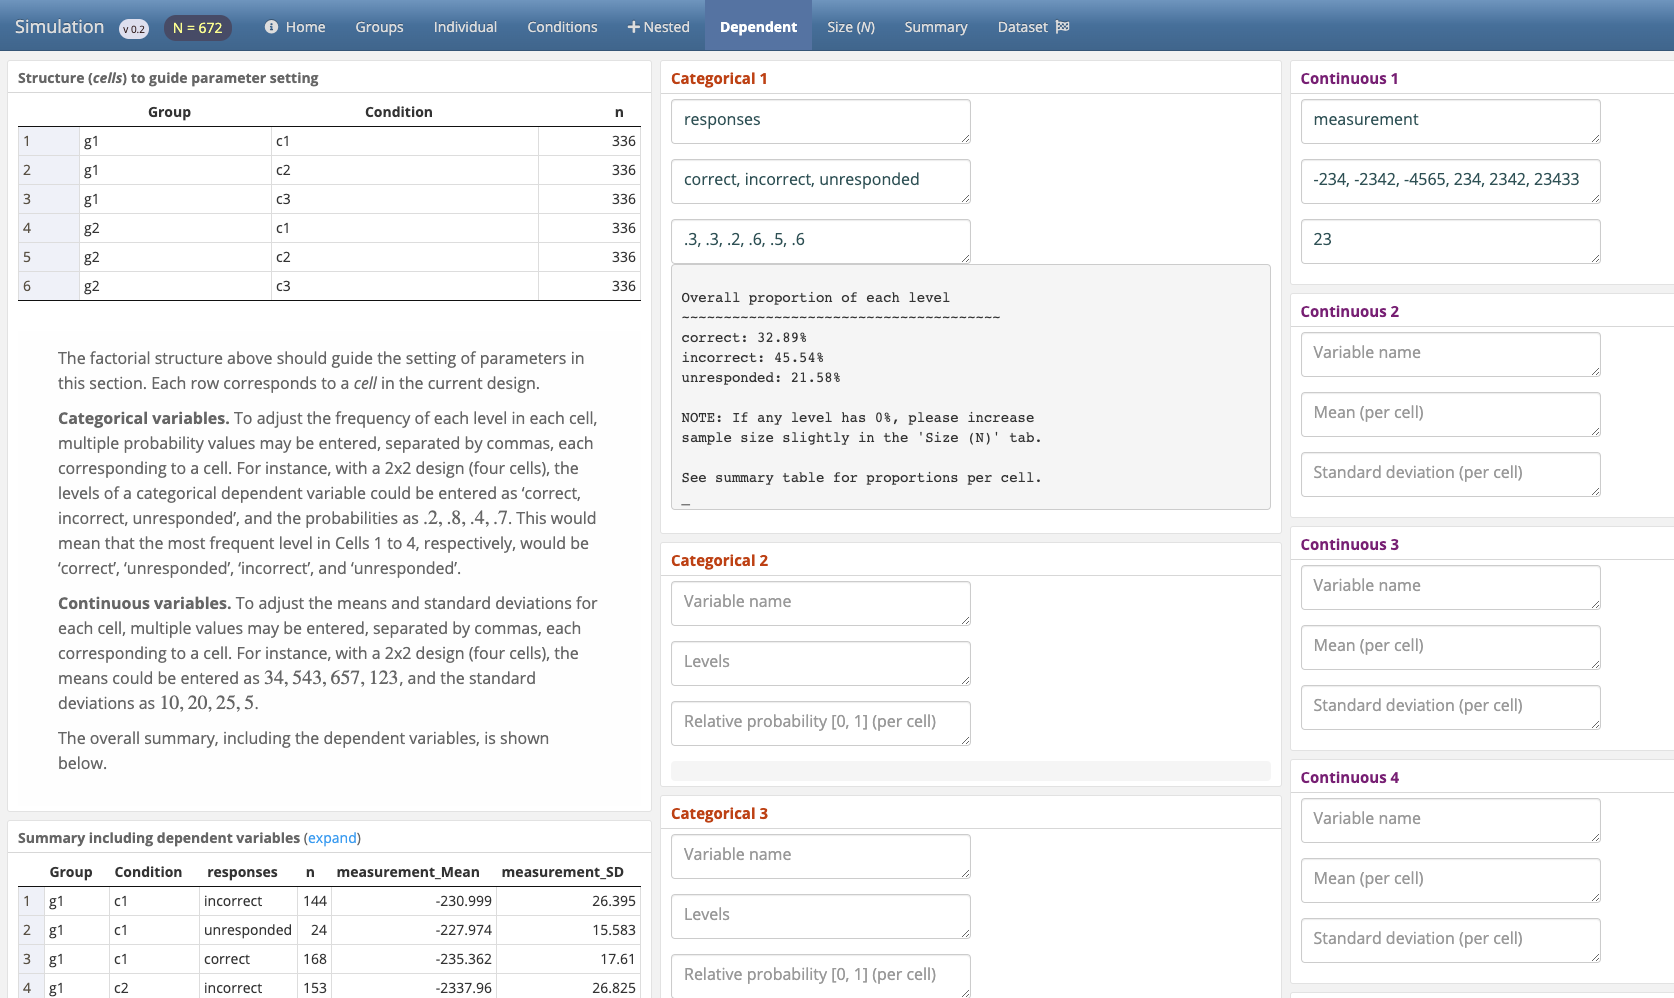 Simulation v 0.2 N = 672 Home Groups Individual Conditions Nested Dependent Size (N) Summary Dataset
Structure (cells) to guide parameter setting
Group Condition n
1 g1 c1 336
2 g1 c2 336
3 g1 c3 336
4 g2 c1 336
5 g2 c2 336
6 g2 c3 336
The factorial structure above should guide the setting of parameters in
this section. Each row corresponds to a cell in the current design.
Categorical variables. To adjust the frequency of each level in each cell,
multiple probability values may be entered, separated by commas, each
corresponding to a cell. For instance, with a 2x2 design (four cells), the
levels of a categorical dependent variable could be entered as ‘correct,
incorrect, unresponded’, and the probabilities as .2, .8, .4, .7. This would
mean that the most frequent level in Cells 1 to 4, respectively, would be
‘correct’, ‘unresponded’, ‘incorrect’, and ‘unresponded’.
Continuous variables. To adjust the means and standard deviations for
each cell, multiple values may be entered, separated by commas, each
corresponding to a cell. For instance, with a 2x2 design (four cells), the
means could be entered as 34, 543, 657, 123, and the standard
deviations as 10, 20, 25, 5.
The overall summary, including the dependent variables, is shown
below.
Summary including dependent variables (expand)
Group Condition responses n measurement_Mean measurement_SD
1 g1 c1 incorrect 144 -230.999 26.395
2 g1 c1 unresponded 24 -227.974 15.583
3 g1 c1 correct 168 -235.362 17.61
4 g1 c2 incorrect 153 -2337.96 26.825
Categorical 1
responses
correct, incorrect, unresponded
.3, .3, .2, .6, .5, .6
Overall proportion of each level
~~~~~~~~~~~~~~~~~~~~~~~~~~~~~~~~~~~~~~
correct: 32.89%
incorrect: 45.54%
unresponded: 21.58%
NOTE: If any level has 0%, please increase
sample size slightly in the 'Size (N)' tab.
See summary table for proportions per cell.
_
Categorical 2
Variable name
Levels
Relative probability [0, 1] (per cell)
Categorical 3
Variable name
Levels
Relative probability [0, 1] (per cell)
Continuous 1
measurement
-234, -2342, -4565, 234, 2342, 23433
23
Continuous 2
Variable name
Mean (per cell)
Standard deviation (per cell)
Continuous 3
Variable name
Mean (per cell)
Standard deviation (per cell)
Continuous 4
Variable name
Mean (per cell)
Standard deviation (per cell)